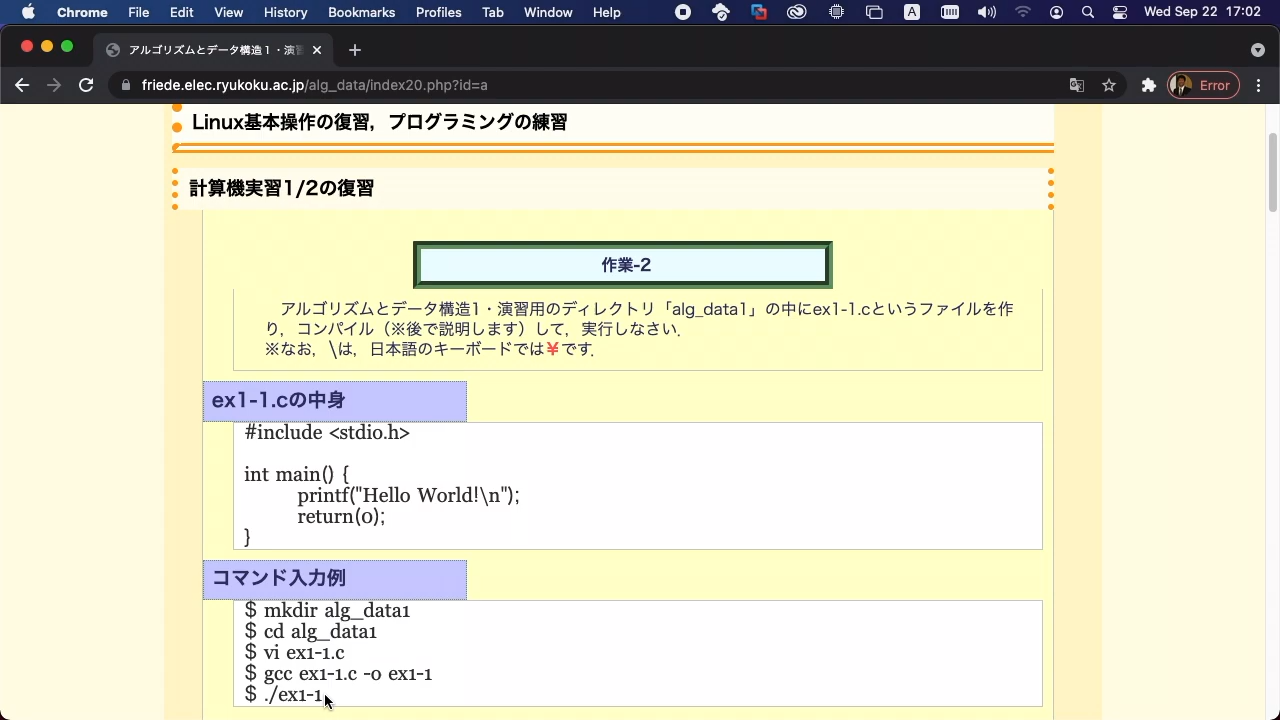 Chrome File Edit View History Bookmarks Profiles Tab Window Help A Wed Sep 22 17:02
アルゴリズムとデータ構造1・演習
friede.elec.ryukoku.ac.jp/alg_data/index20.php?id=a Error
Linux基本操作の復習，プログラミングの練習
計算機実習1/2の復習
作業-2
アルゴリズムとデータ構造1・演習用のディレクトリ「alg_data1」の中にex1-1.cというファイルを作
り，コンパイル（※後で説明します）して，実行しなさい．
※なお，\は，日本語のキーボードでは¥です．
ex1-1.cの中身
#include <stdio.h>
int main() {
printf("Hello World!\n");
return(0);
}
コマンド入力例
$ mkdir alg_data1
$ cd alg_data1
$ vi ex1-1.c
$ gcc ex1-1.c -o ex1-1
$ ./ex1-1